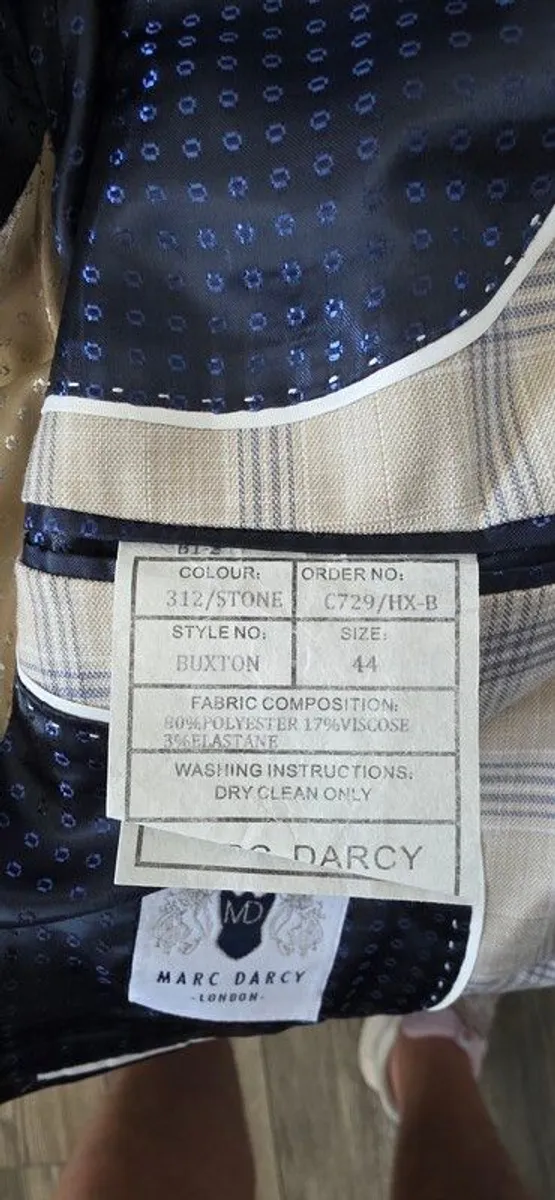 COLOUR: ORDER NO:
312/STONE C729/HX-B
STYLE NO: SIZE:
BUXTON 44
FABRIC COMPOSITION:
80%POLYESTER 17%VISCOSE
3%ELASTANE
WASHING INSTRUCTIONS:
DRY CLEAN ONLY
DARCY
MD
MARC DARCY
-LONDON-